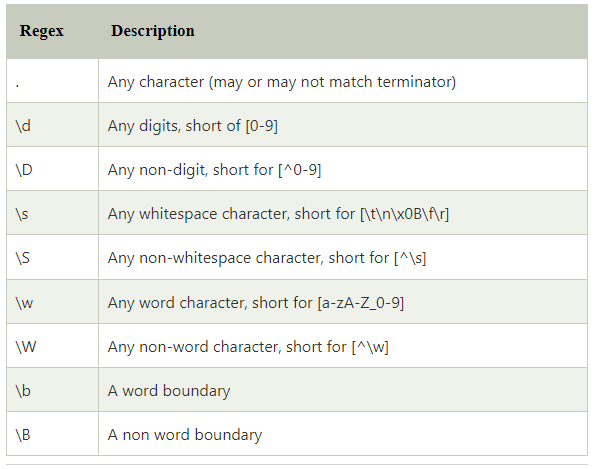 Regex Description
. Any character (may or may not match terminator)
\d Any digits, short of [0-9]
\D Any non-digit, short for [^0-9]
\s Any whitespace character, short for [\t\n\x0B\f\r]
\S Any non-whitespace character, short for [^\s]
\w Any word character, short for [a-zA-Z_0-9]
\W Any non-word character, short for [^\w]
\b A word boundary
\B A non word boundary